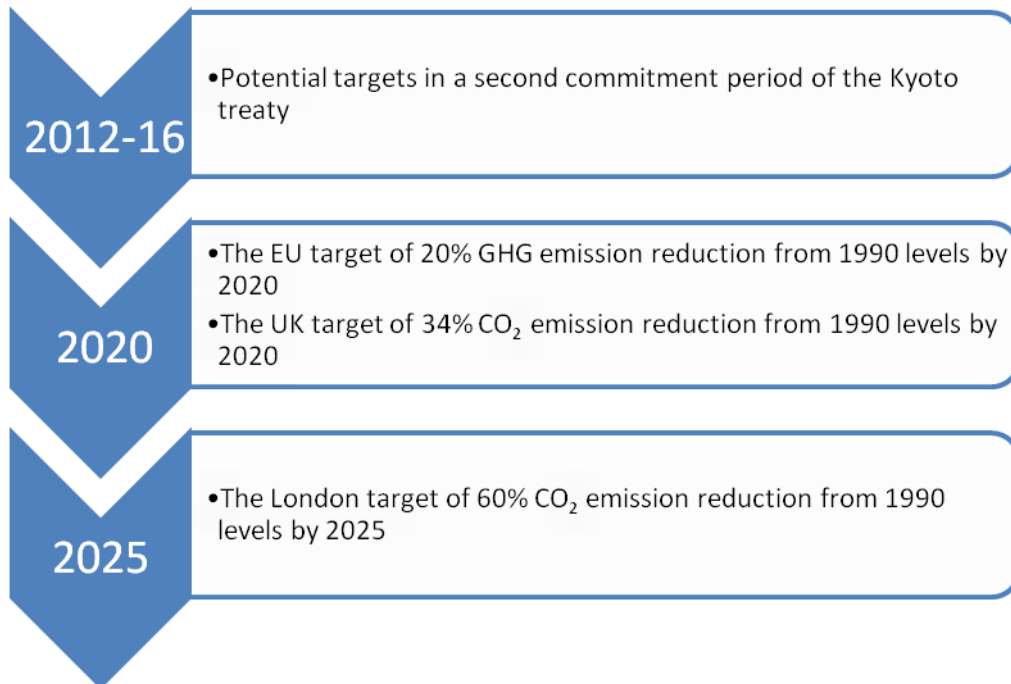 2012-16
•Potential targets in a second commitment period of the Kyoto
treaty
2020
•The EU target of 20% GHG emission reduction from 1990 levels by
2020
•The UK target of 34% CO₂ emission reduction from 1990 levels by
2020
2025
•The London target of 60% CO₂ emission reduction from 1990
levels by 2025